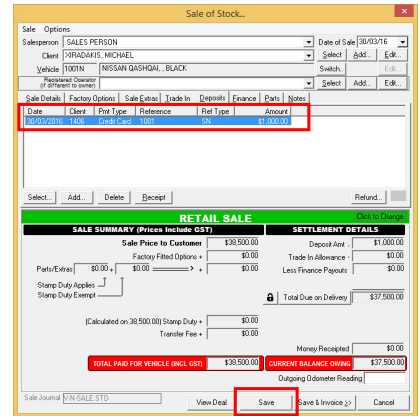 Sale of Stock...
Sale Options
Salesperson SALES PERSON Date of Sale 30/03/16
Client XIRADAKIS, MICHAEL Select Add... Edit...
Vehicle 1001N NISSAN QASHQAI, , BLACK Switch... Edit...
Registered Operator
(if different to owner) Select Add... Edit...
Sale Details Factory Options Sale Extras Trade In Deposits Finance Parts Notes
Date Client Pmt Type Reference Ref Type Amount
30/03/2016 1406 Credit Card 1001 SN $1,000.00
Select... Add... Delete Receipt Refund...
RETAIL SALE Click to Change
SALE SUMMARY (Prices Include GST) SETTLEMENT DETAILS
Sale Price to Customer $38,500.00 Deposit Amt - $1,000.00
Factory Fitted Options + $0.00 Trade In Allowance - $0.00
Parts/Extras $0.00 + $0.00 ====> + $0.00 Less Finance Payouts $0.00
Stamp Duty Applies
Stamp Duty Exempt
Total Due on Delivery $37,500.00
(Calculated on 38,500.00) Stamp Duty + $0.00
Transfer Fee + $0.00
Money Receipted $0.00
TOTAL PAID FOR VEHICLE (INCL GST) $38,500.00 CURRENT BALANCE OWING $37,500.00
Outgoing Odometer Reading
Sale Journal V-N-SALE.STD View Deal Save Save & Invoice >> Cancel